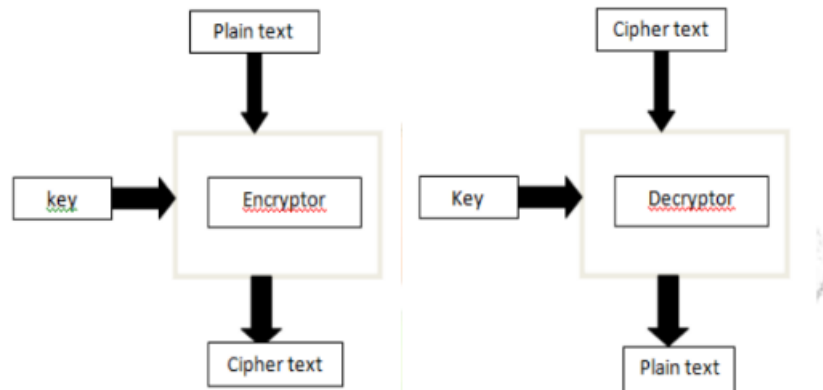 Plain text
key
Encryptor
Cipher text
Cipher text
Key
Decryptor
Plain text